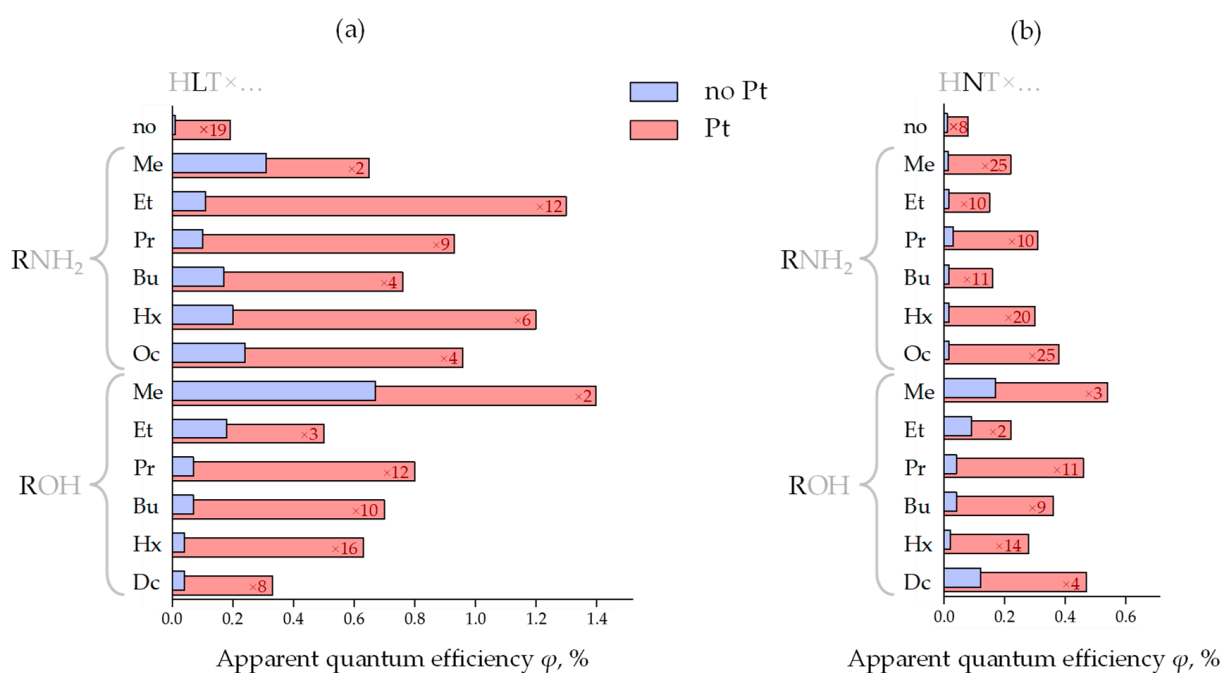 (a)
HLT×...
no ×19
Me ×2
Et ×12
Pr ×9
Bu ×4
Hx ×6
Oc ×4
RNH₂
Me ×2
Et ×3
Pr ×12
Bu ×10
Hx ×16
Dc ×8
ROH
0.0 0.2 0.4 0.6 0.8 1.0 1.2 1.4
Apparent quantum efficiency φ, %
no Pt
Pt
(b)
HNT×...
no ×8
Me ×25
Et ×10
Pr ×10
Bu ×11
Hx ×20
Oc ×25
RNH₂
Me ×3
Et ×2
Pr ×11
Bu ×9
Hx ×14
Dc ×4
ROH
0.0 0.2 0.4 0.6
Apparent quantum efficiency φ, %